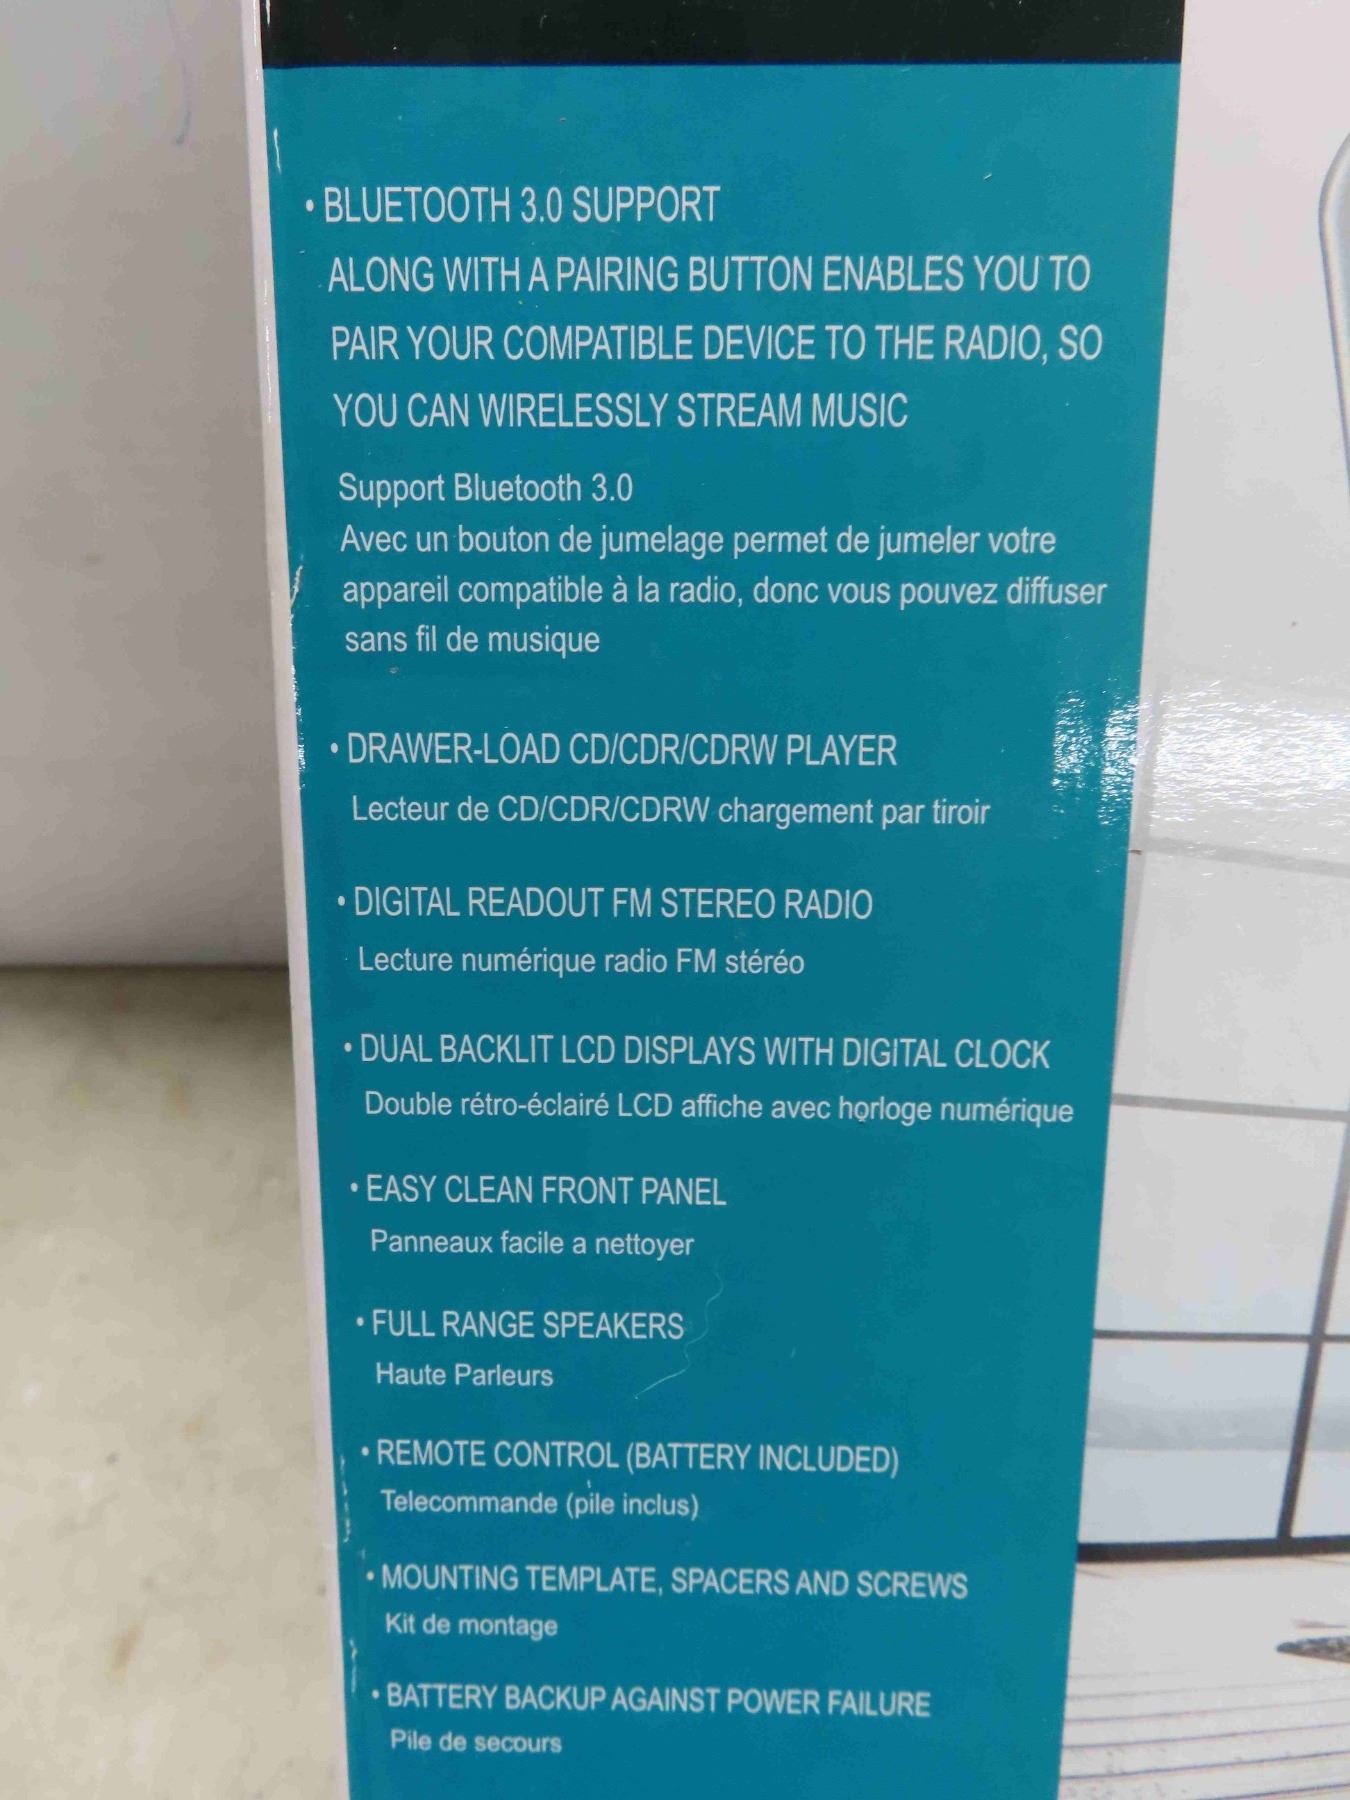 • BLUETOOTH 3.0 SUPPORT
ALONG WITH A PAIRING BUTTON ENABLES YOU TO
PAIR YOUR COMPATIBLE DEVICE TO THE RADIO, SO
YOU CAN WIRELESSLY STREAM MUSIC
Support Bluetooth 3.0
Avec un bouton de jumelage permet de jumeler votre
appareil compatible à la radio, donc vous pouvez diffuser
sans fil de musique
• DRAWER-LOAD CD/CDR/CDRW PLAYER
Lecteur de CD/CDR/CDRW chargement par tiroir
• DIGITAL READOUT FM STEREO RADIO
Lecture numérique radio FM stéréo
• DUAL BACKLIT LCD DISPLAYS WITH DIGITAL CLOCK
Double rétro-éclairé LCD affiche avec horloge numérique
• EASY CLEAN FRONT PANEL
Panneaux facile a nettoyer
• FULL RANGE SPEAKERS
Haute Parleurs
• REMOTE CONTROL (BATTERY INCLUDED)
Telecommande (pile inclus)
• MOUNTING TEMPLATE, SPACERS AND SCREWS
Kit de montage
• BATTERY BACKUP AGAINST POWER FAILURE
Pile de secours